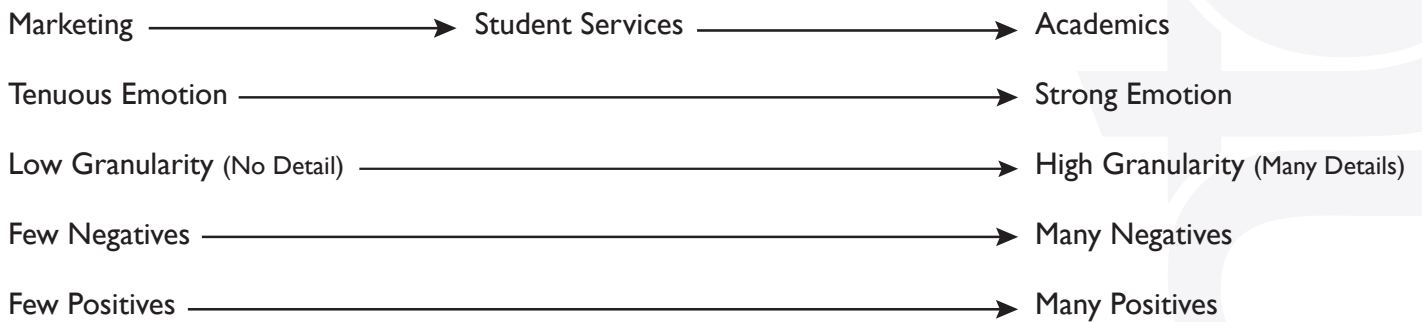 Marketing Student Services Academics
Tenuous Emotion Strong Emotion
Low Granularity (No Detail) High Granularity (Many Details)
Few Negatives Many Negatives
Few Positives Many Positives